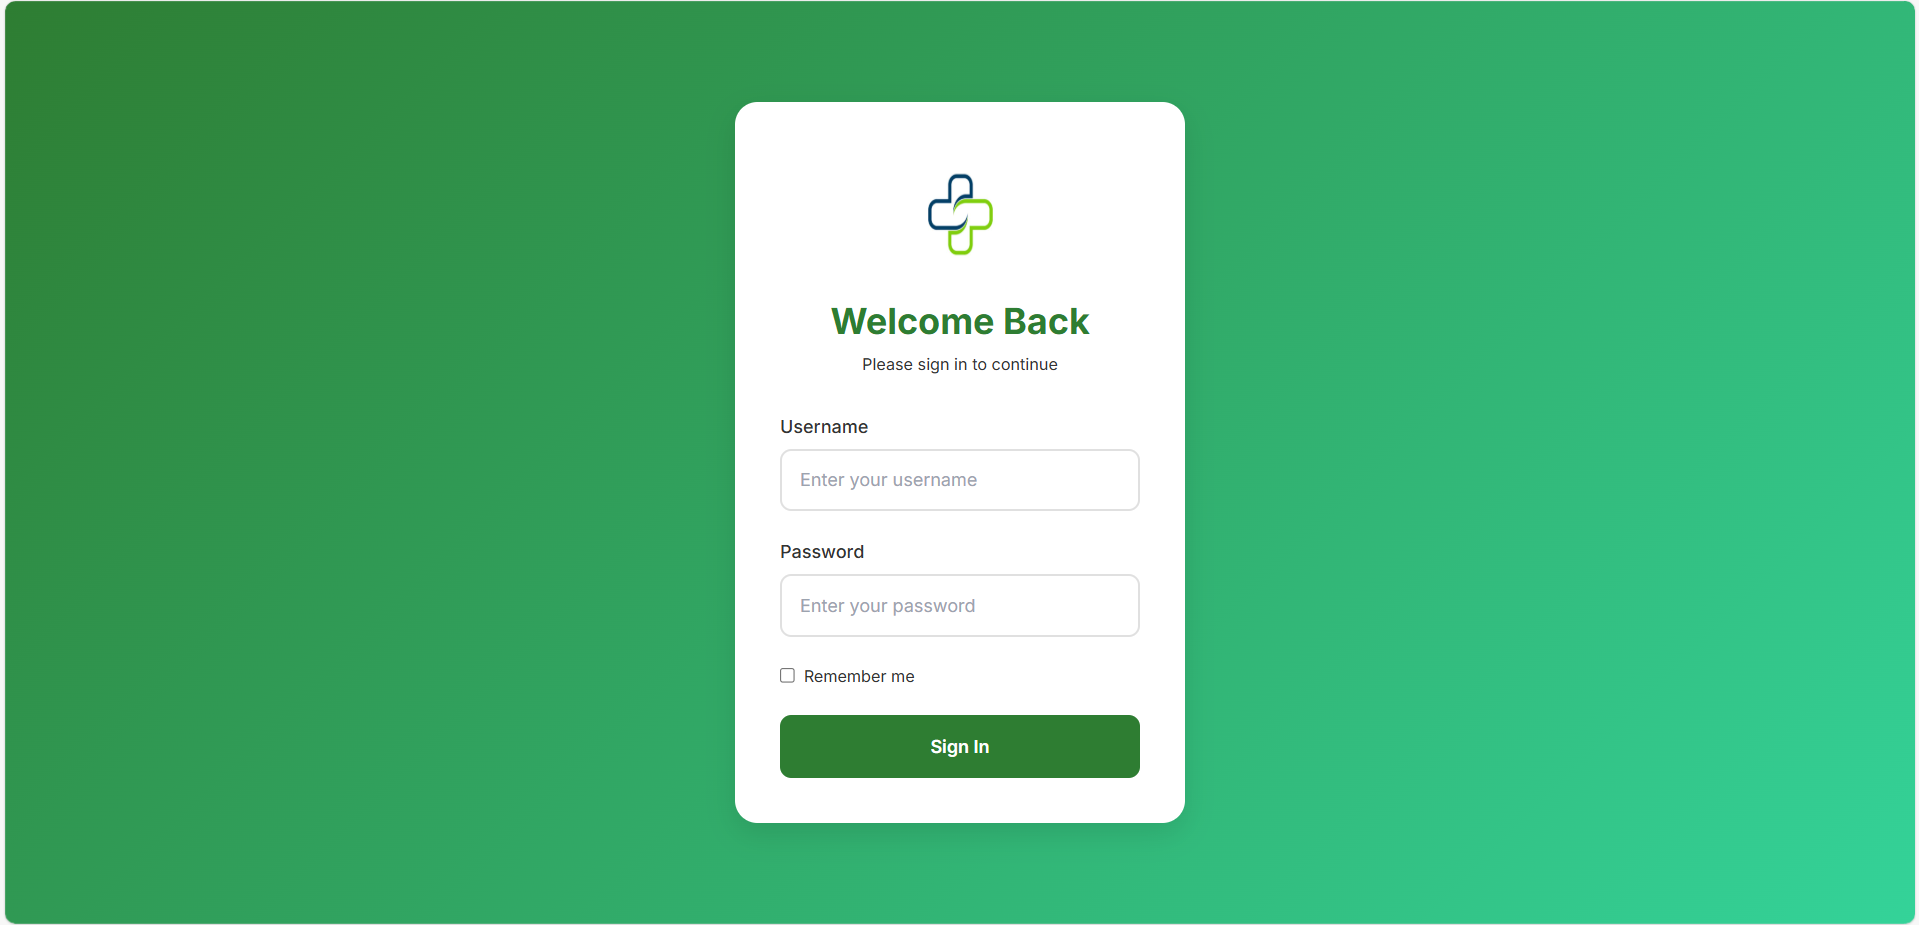 Welcome Back
Please sign in to continue
Username
Enter your username
Password
Enter your password
Remember me
Sign In